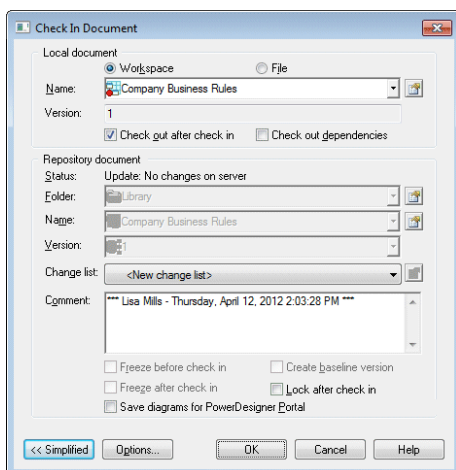 Check In Document
Local document
Workspace File
Name: Company Business Rules
Version: 1
Check out after check in Check out dependencies
Repository document
Status: Update: No changes on server
Folder: Library
Name: Company Business Rules
Version: 1
Change list: <New change list>
Comment: *** Lisa Mills - Thursday, April 12, 2012 2:03:28 PM ***
Freeze before check in Create baseline version
Freeze after check in Lock after check in
Save diagrams for PowerDesigner Portal
<< Simplified Options... OK Cancel Help